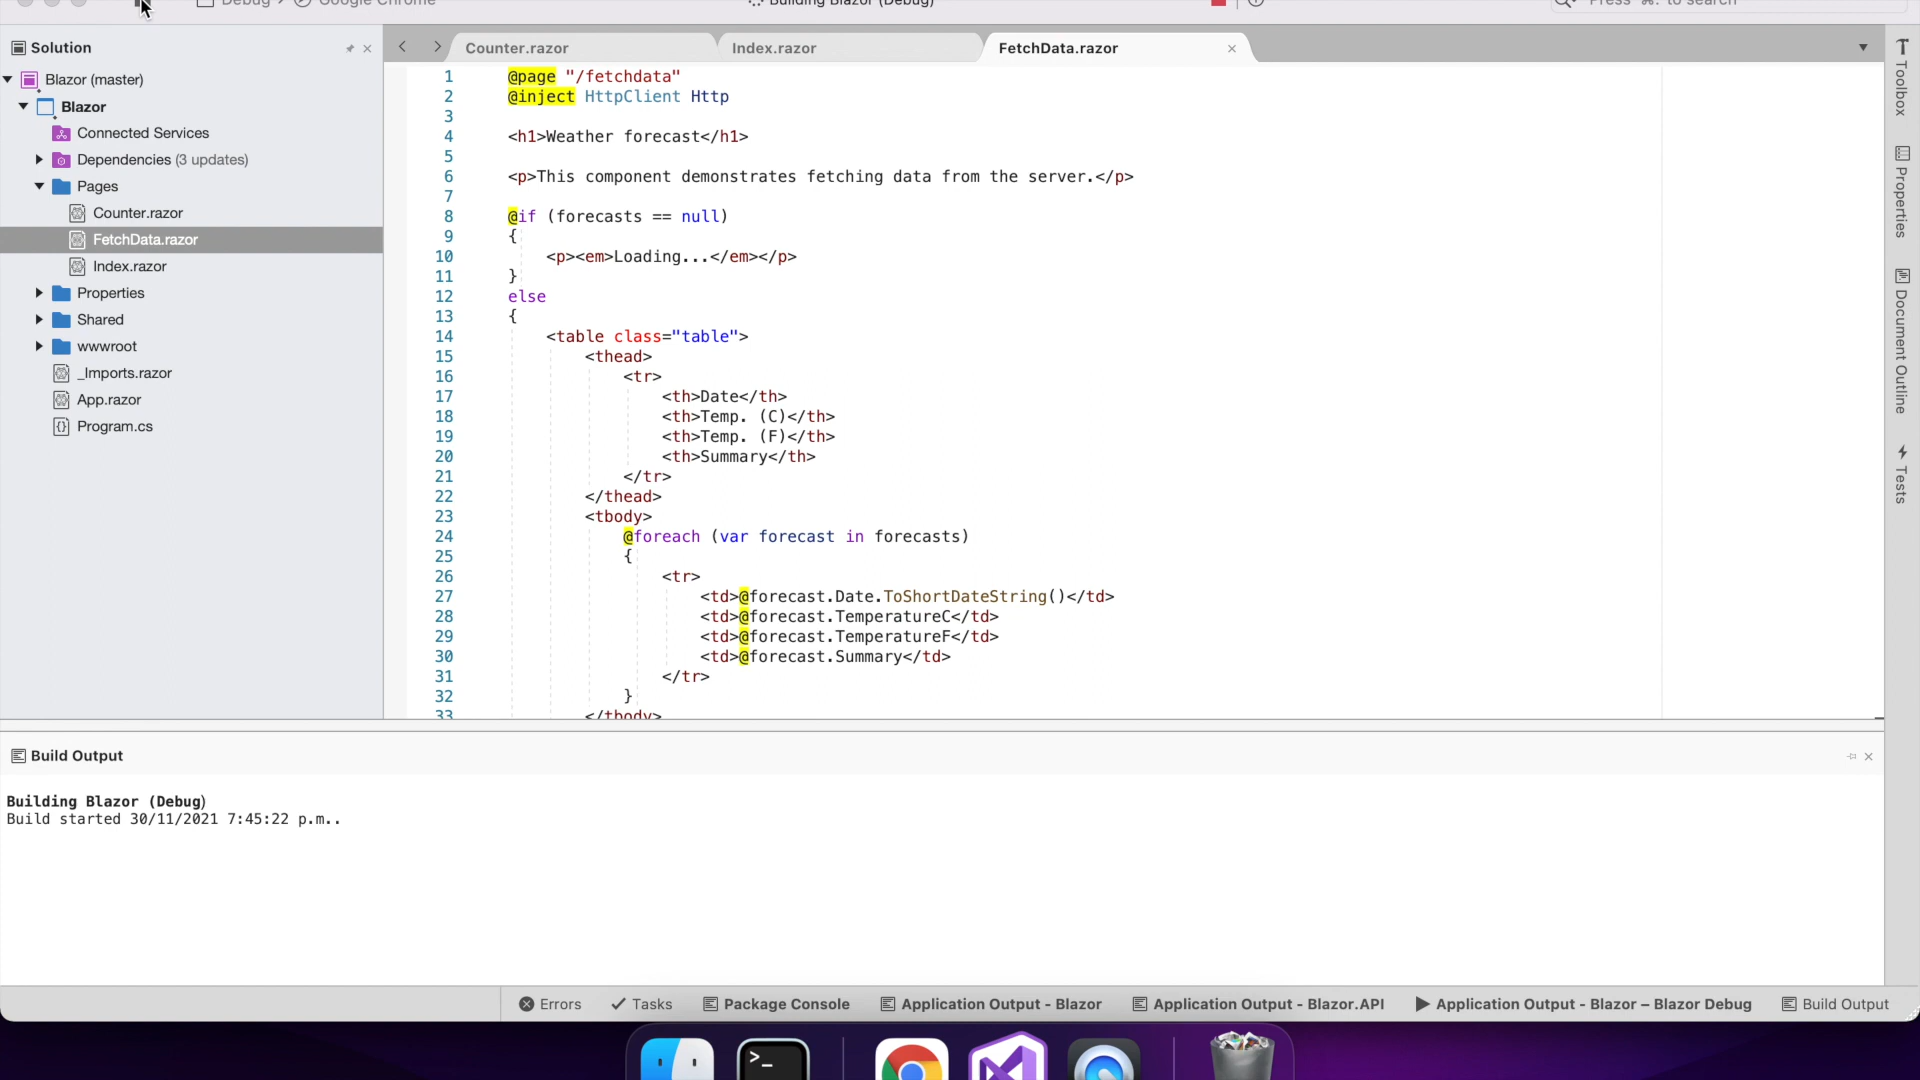 Debug
Google Chrome
Building Blazor (Debug)
Press ⌘. to search
Solution
Blazor (master)
Blazor
Connected Services
Dependencies (3 updates)
Pages
Counter.razor
FetchData.razor
Index.razor
Properties
Shared
wwwroot
_Imports.razor
App.razor
Program.cs
Counter.razor
Index.razor
FetchData.razor
1 @page "/fetchdata"
2 @inject HttpClient Http
3
4 <h1>Weather forecast</h1>
5
6 <p>This component demonstrates fetching data from the server.</p>
7
8 @if (forecasts == null)
9 {
10 <p><em>Loading...</em></p>
11 }
12 else
13 {
14 <table class="table">
15 <thead>
16 <tr>
17 <th>Date</th>
18 <th>Temp. (C)</th>
19 <th>Temp. (F)</th>
20 <th>Summary</th>
21 </tr>
22 </thead>
23 <tbody>
24 @foreach (var forecast in forecasts)
25 {
26 <tr>
27 <td>@forecast.Date.ToShortDateString()</td>
28 <td>@forecast.TemperatureC</td>
29 <td>@forecast.TemperatureF</td>
30 <td>@forecast.Summary</td>
31 </tr>
32 }
33 </tbody>
Toolbox
Properties
Document Outline
Tests
Build Output
Building Blazor (Debug)
Build started 30/11/2021 7:45:22 p.m..
Errors
Tasks
Package Console
Application Output - Blazor
Application Output - Blazor.API
Application Output - Blazor – Blazor Debug
Build Output
>_